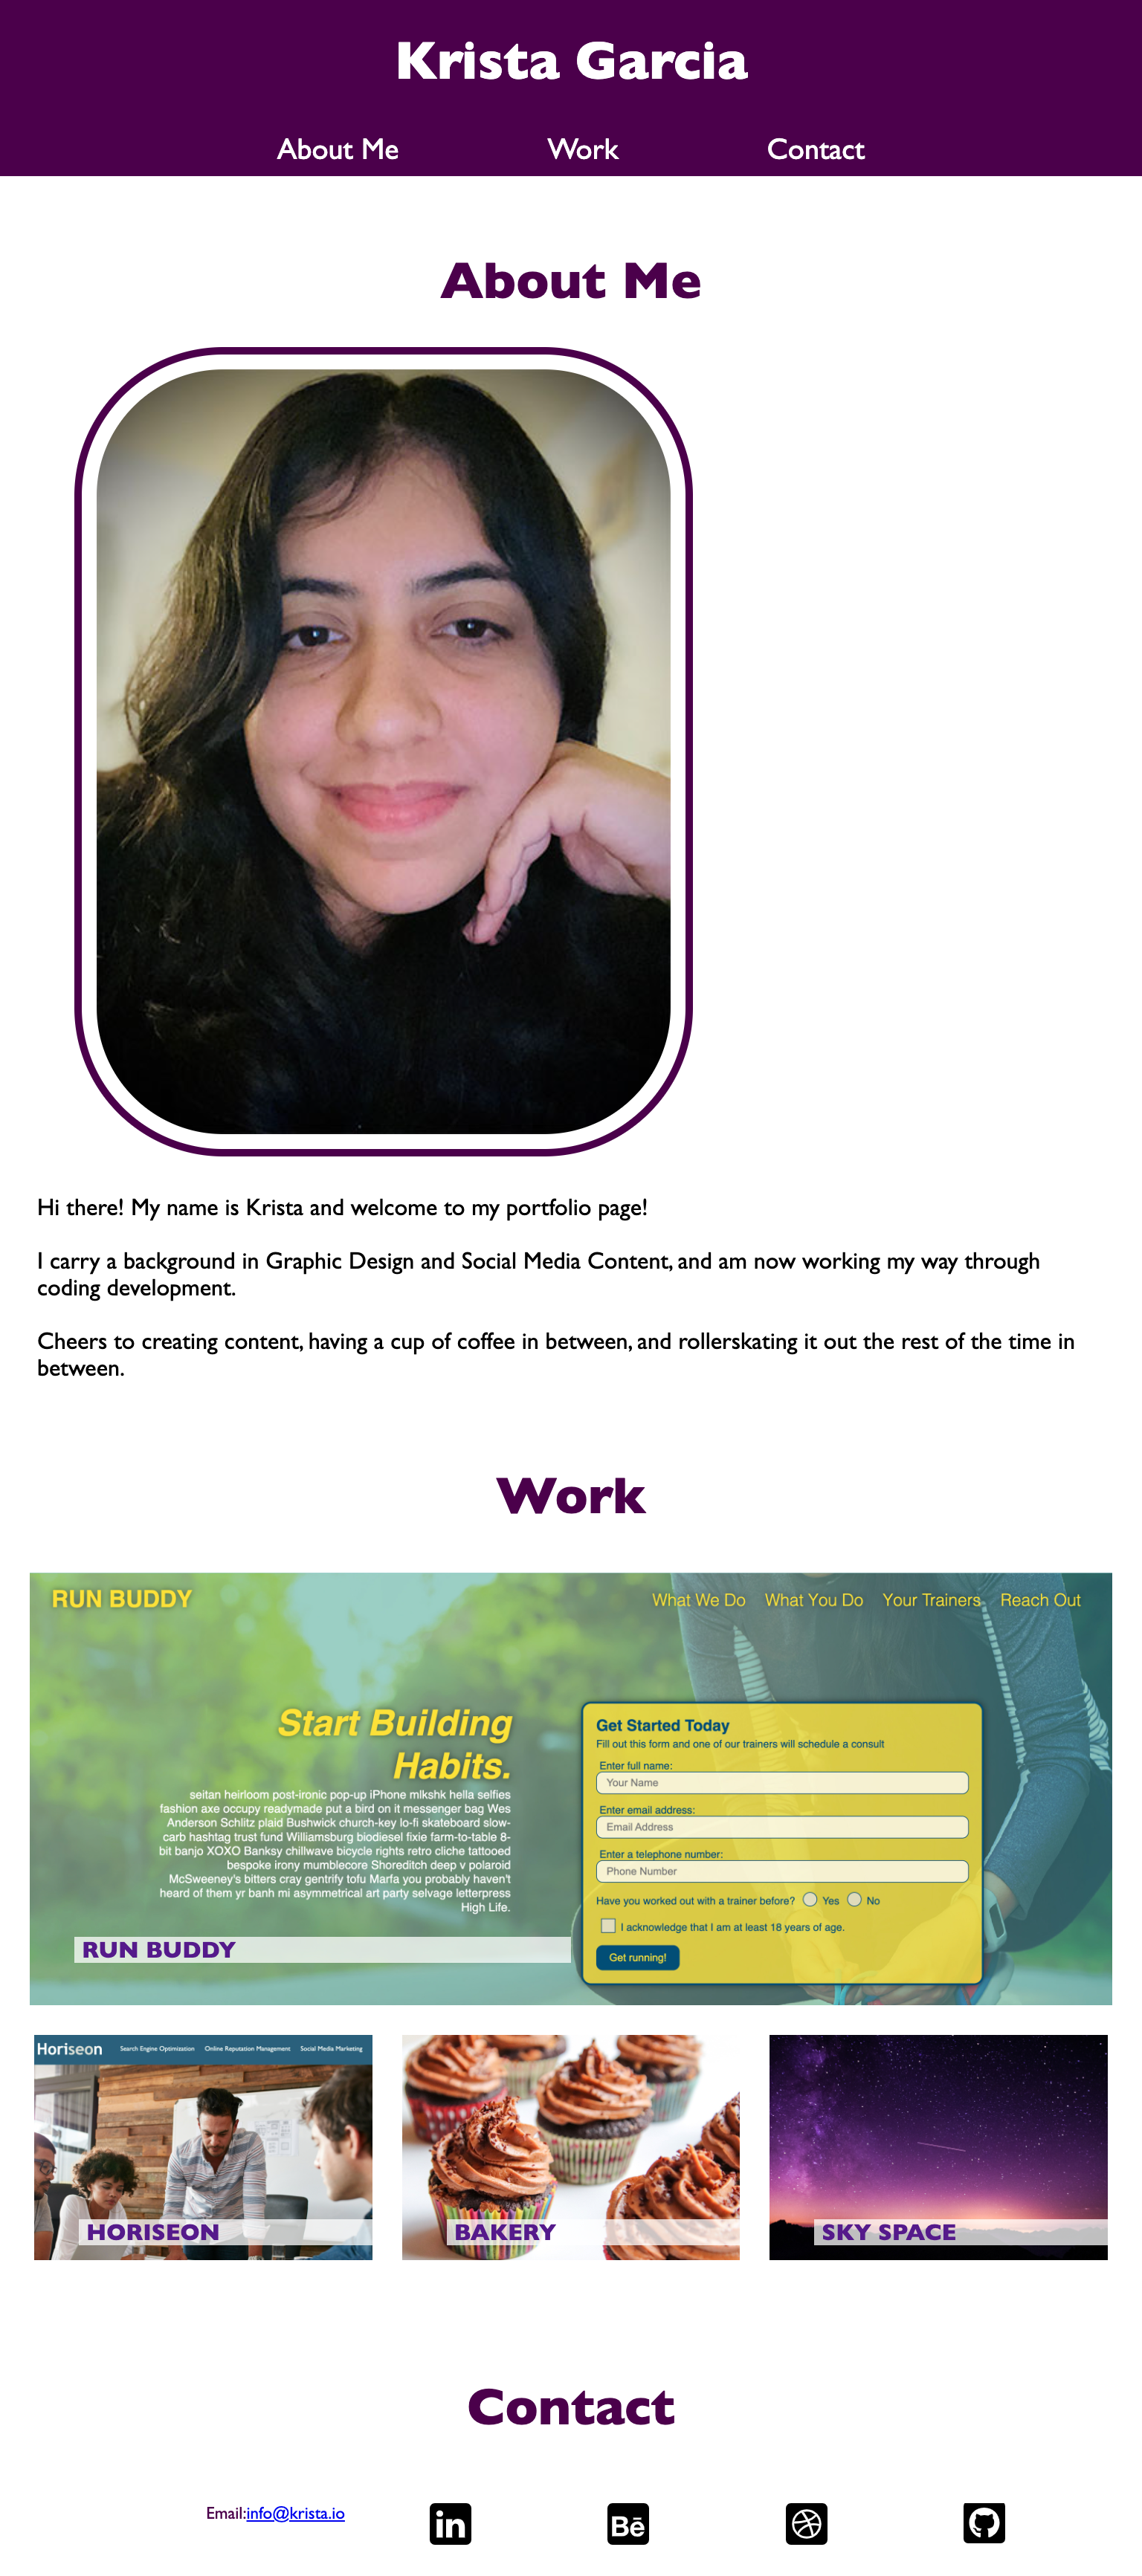 Krista Garcia
About Me
Work
Contact
About Me
Hi there! My name is Krista and welcome to my portfolio page!
I carry a background in Graphic Design and Social Media Content, and am now working my way through
coding development.
Cheers to creating content, having a cup of coffee in between, and rollerskating it out the rest of the time in
between.
Work
RUN BUDDY
What We Do
What You Do
Your Trainers
Reach Out
Start Building
Habits.
seitan heirloom post-ironic pop-up iPhone mlkshk hella selfies
fashion axe occupy readymade put a bird on it messenger bag Wes
Anderson Schlitz plaid Bushwick church-key lo-fi skateboard slow-
carb hashtag trust fund Williamsburg biodiesel fixie farm-to-table 8-
bit banjo XOXO Banksy chillwave bicycle rights retro cliche tattooed
bespoke irony mumblecore Shoreditch deep v polaroid
McSweeney's bitters cray gentrify tofu Marfa you probably haven't
heard of them yr banh mi asymmetrical art party selvage letterpress
High Life.
Get Started Today
Fill out this form and one of our trainers will schedule a consult
Enter full name:
Your Name
Enter email address:
Email Address
Enter a telephone number:
Phone Number
Have you worked out with a trainer before? Yes No
I acknowledge that I am at least 18 years of age.
Get running!
RUN BUDDY
Horiseon
Search Engine Optimization
Online Reputation Management
Social Media Marketing
HORISEON
BAKERY
SKY SPACE
Contact
Email:info@krista.io
in
Bē